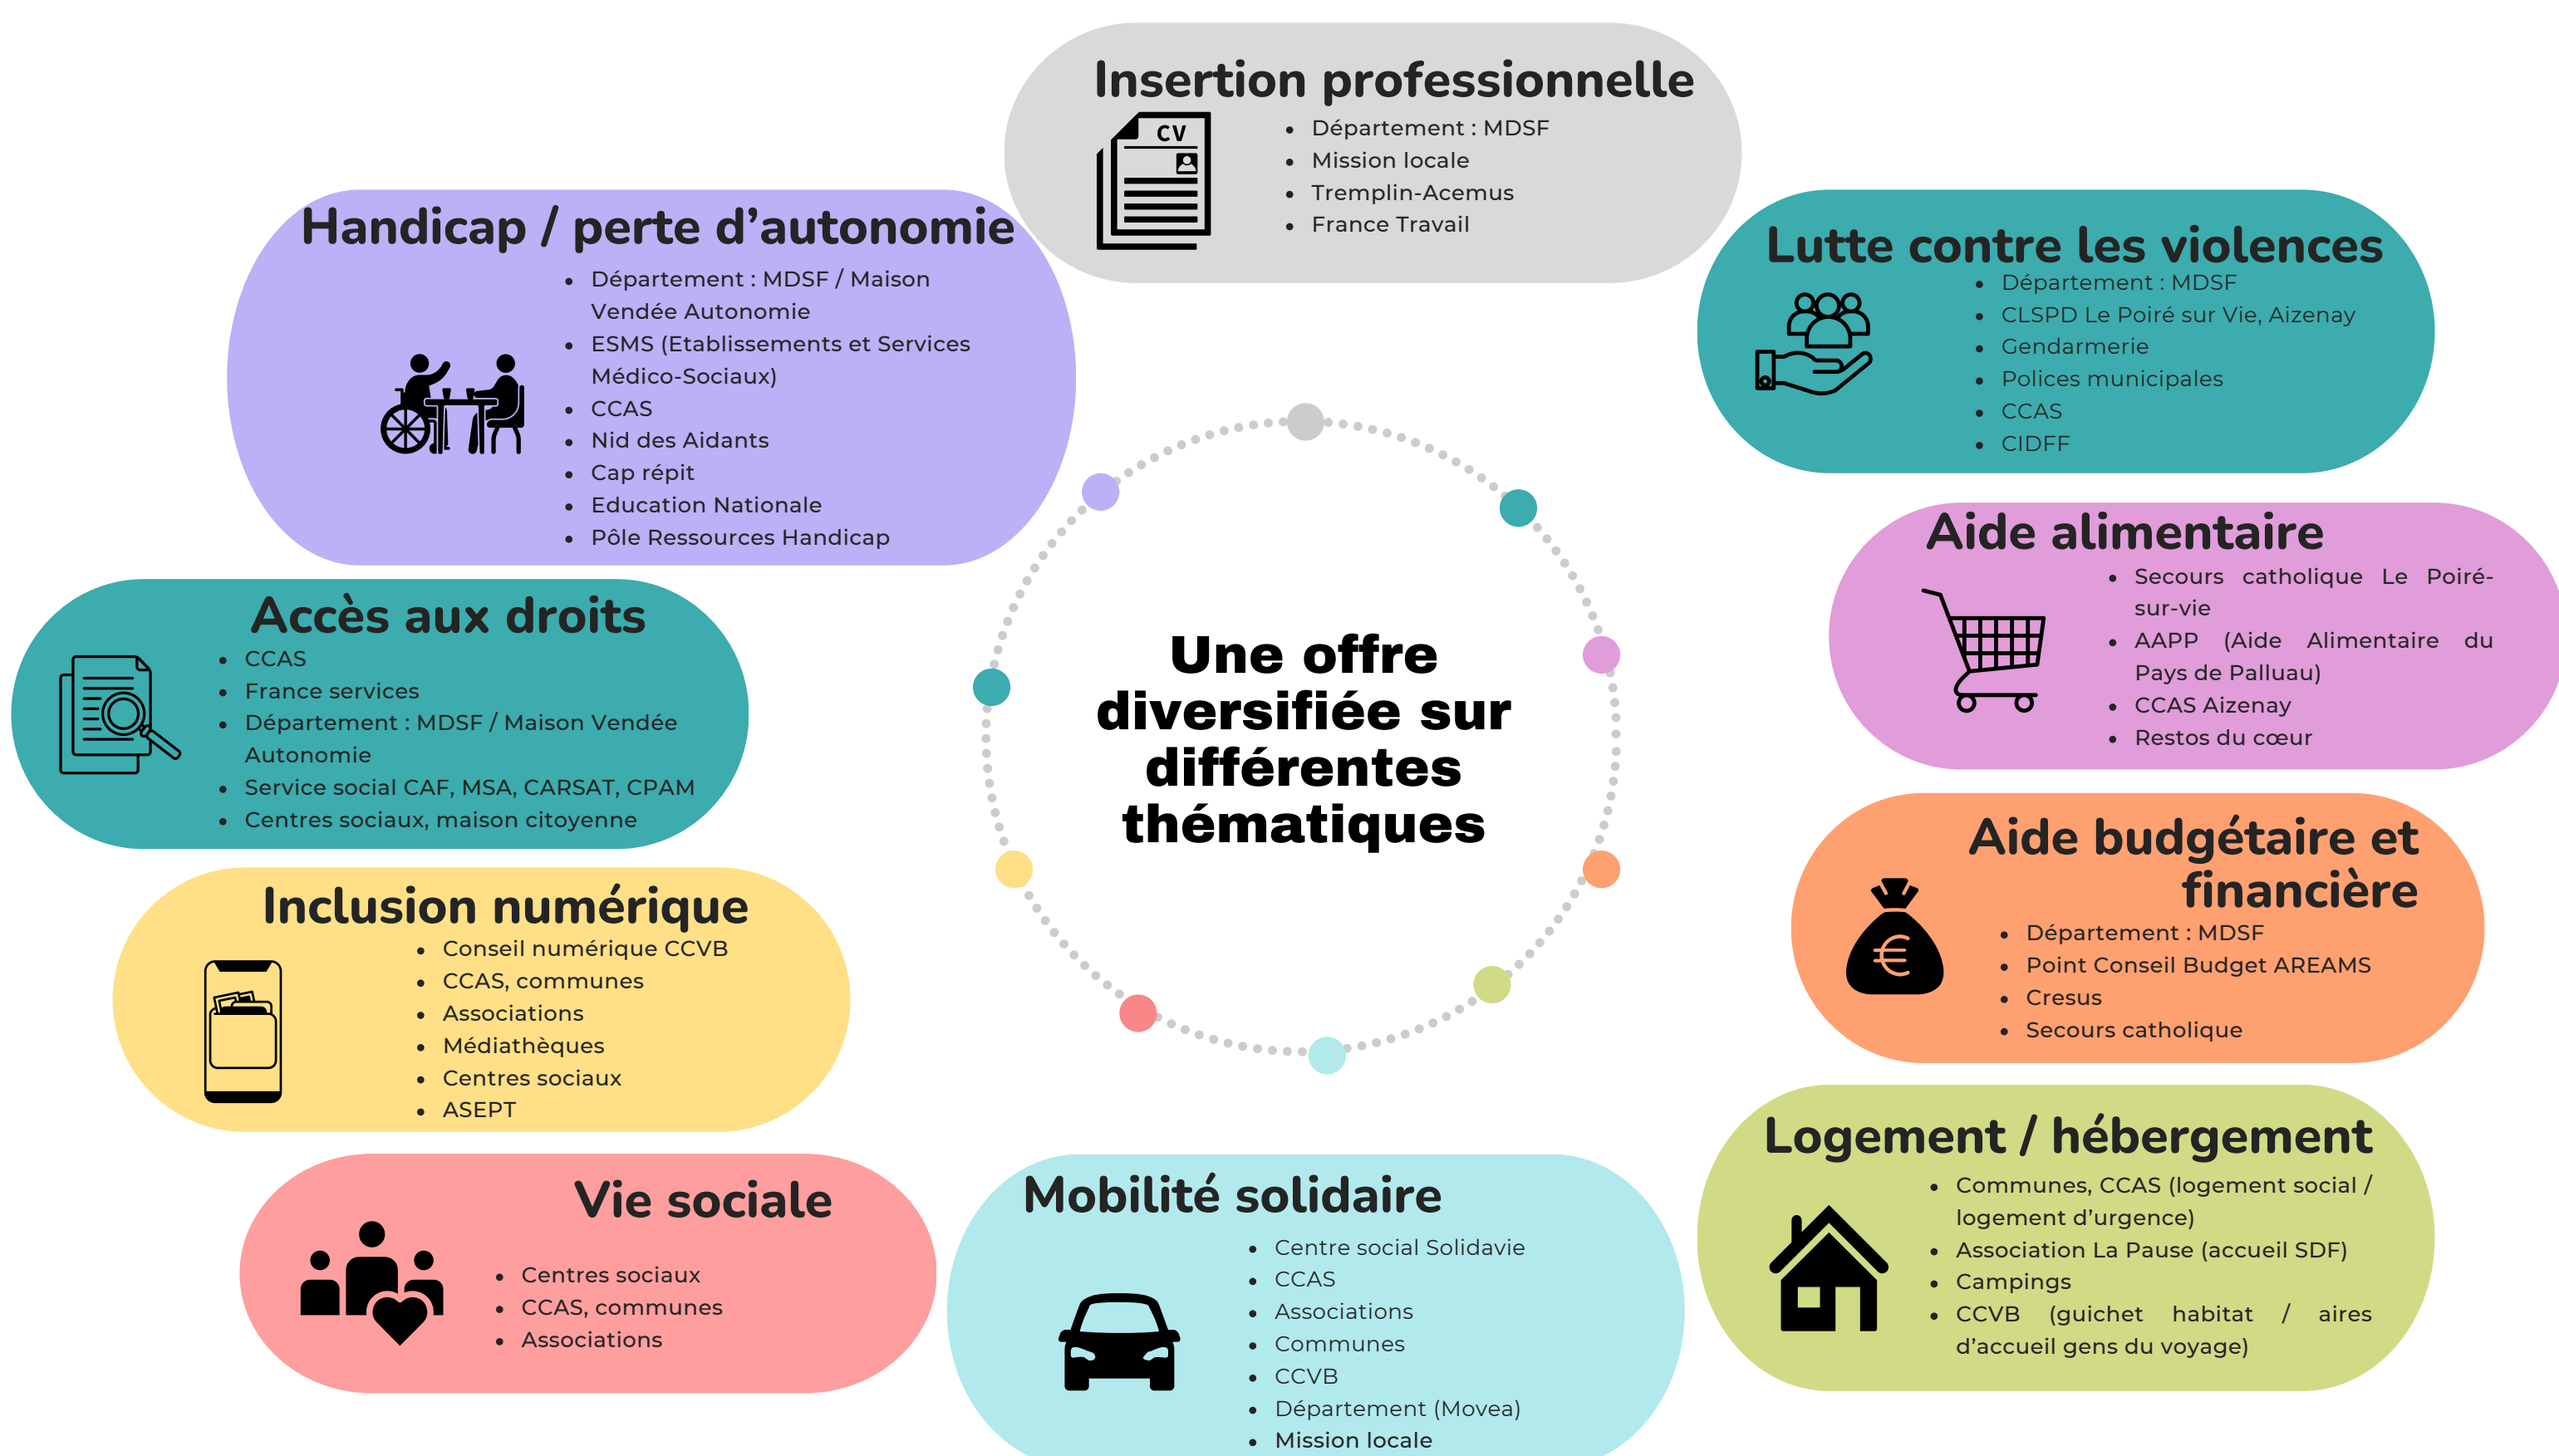 Insertion professionnelle
CV
• Département : MDSF
• Mission locale
• Tremplin-Acemus
• France Travail
Handicap / perte d’autonomie
• Département : MDSF / Maison
Vendée Autonomie
• ESMS (Etablissements et Services
Médico-Sociaux)
• CCAS
• Nid des Aidants
• Cap répit
• Education Nationale
• Pôle Ressources Handicap
Lutte contre les violences
• Département : MDSF
• CLSPD Le Poiré sur Vie, Aizenay
• Gendarmerie
• Polices municipales
• CCAS
• CIDFF
Aide alimentaire
• Secours catholique Le Poiré-
sur-vie
• AAPP (Aide Alimentaire du
Pays de Palluau)
• CCAS Aizenay
• Restos du cœur
Accès aux droits
• CCAS
• France services
• Département : MDSF / Maison Vendée
Autonomie
• Service social CAF, MSA, CARSAT, CPAM
• Centres sociaux, maison citoyenne
Une offre
diversifiée sur
différentes
thématiques
Aide budgétaire et
financière
€
• Département : MDSF
• Point Conseil Budget AREAMS
• Cresus
• Secours catholique
Inclusion numérique
• Conseil numérique CCVB
• CCAS, communes
• Associations
• Médiathèques
• Centres sociaux
• ASEPT
Logement / hébergement
• Communes, CCAS (logement social /
logement d’urgence)
• Association La Pause (accueil SDF)
• Campings
• CCVB (guichet habitat / aires
d’accueil gens du voyage)
Vie sociale
• Centres sociaux
• CCAS, communes
• Associations
Mobilité solidaire
• Centre social Solidavie
• CCAS
• Associations
• Communes
• CCVB
• Département (Movea)
• Mission locale